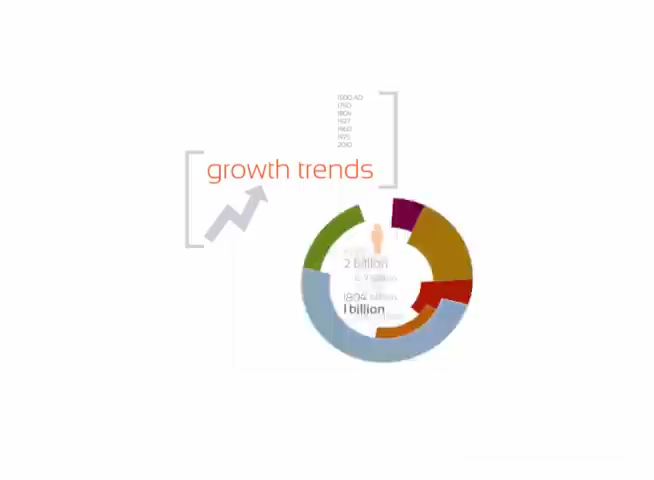 1500 AD
1750
1804
1927
1960
1975
2010
growth trends
2 billion
1804
1 billion